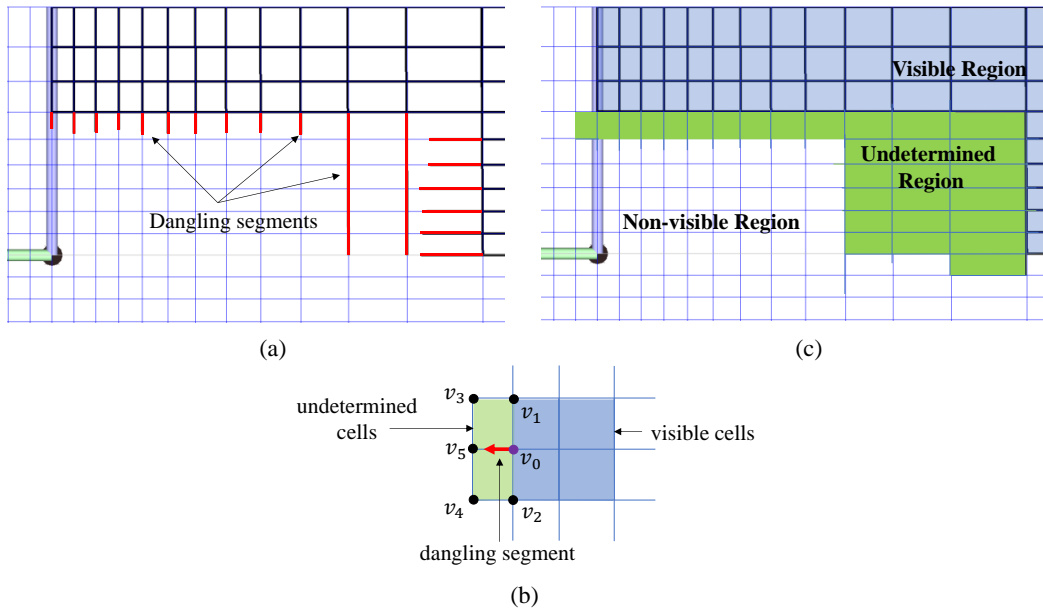 Dangling segments
(a)
Visible Region
Undetermined
Region
Non-visible Region
(c)
undetermined
cells
v3
v1
v5
v0
v4
v2
visible cells
dangling segment
(b)